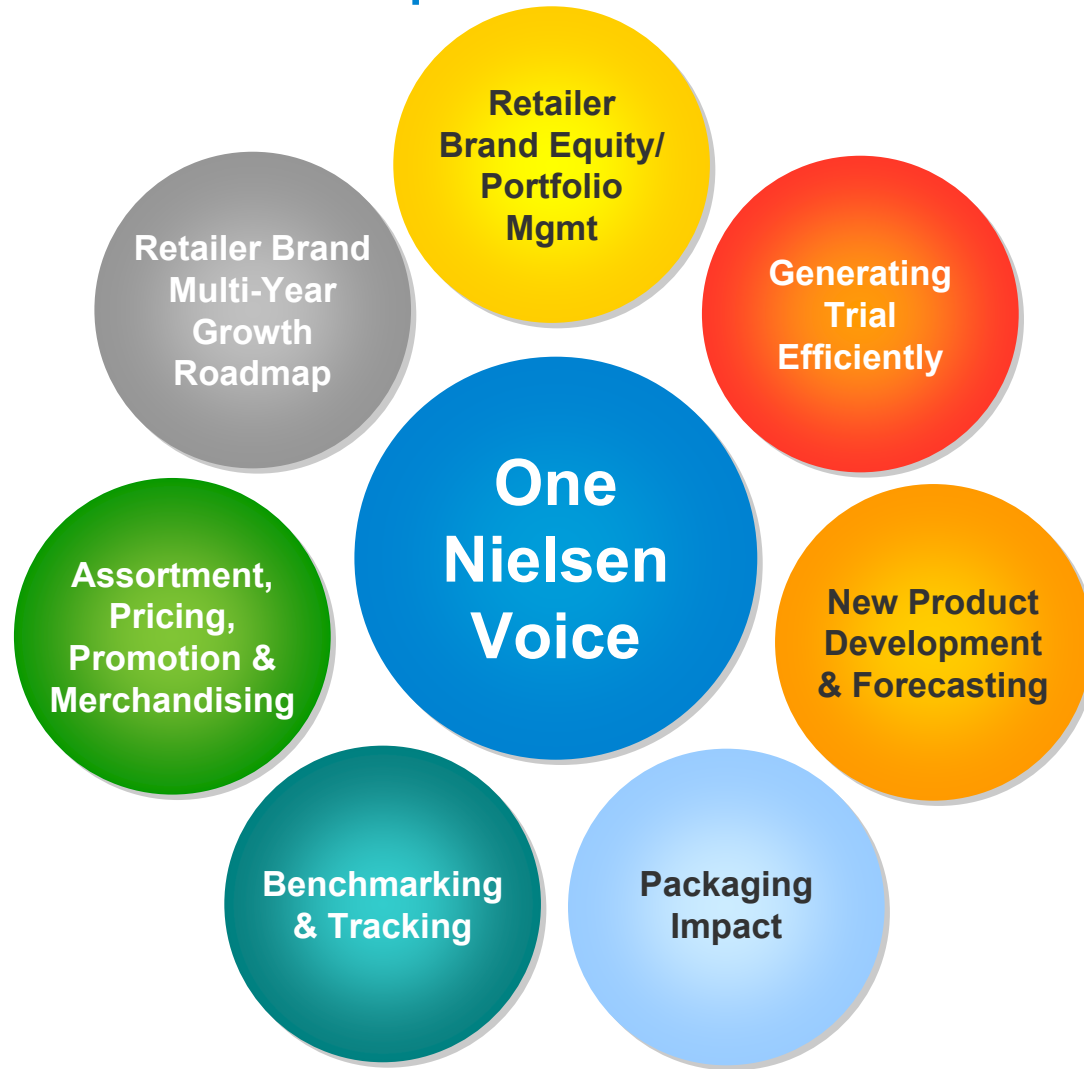 Retailer
Brand Equity/
Portfolio
Mgmt
Generating
Trial
Efficiently
New Product
Development
& Forecasting
Packaging
Impact
Benchmarking
& Tracking
Assortment,
Pricing,
Promotion &
Merchandising
Retailer Brand
Multi-Year
Growth
Roadmap
One
Nielsen
Voice